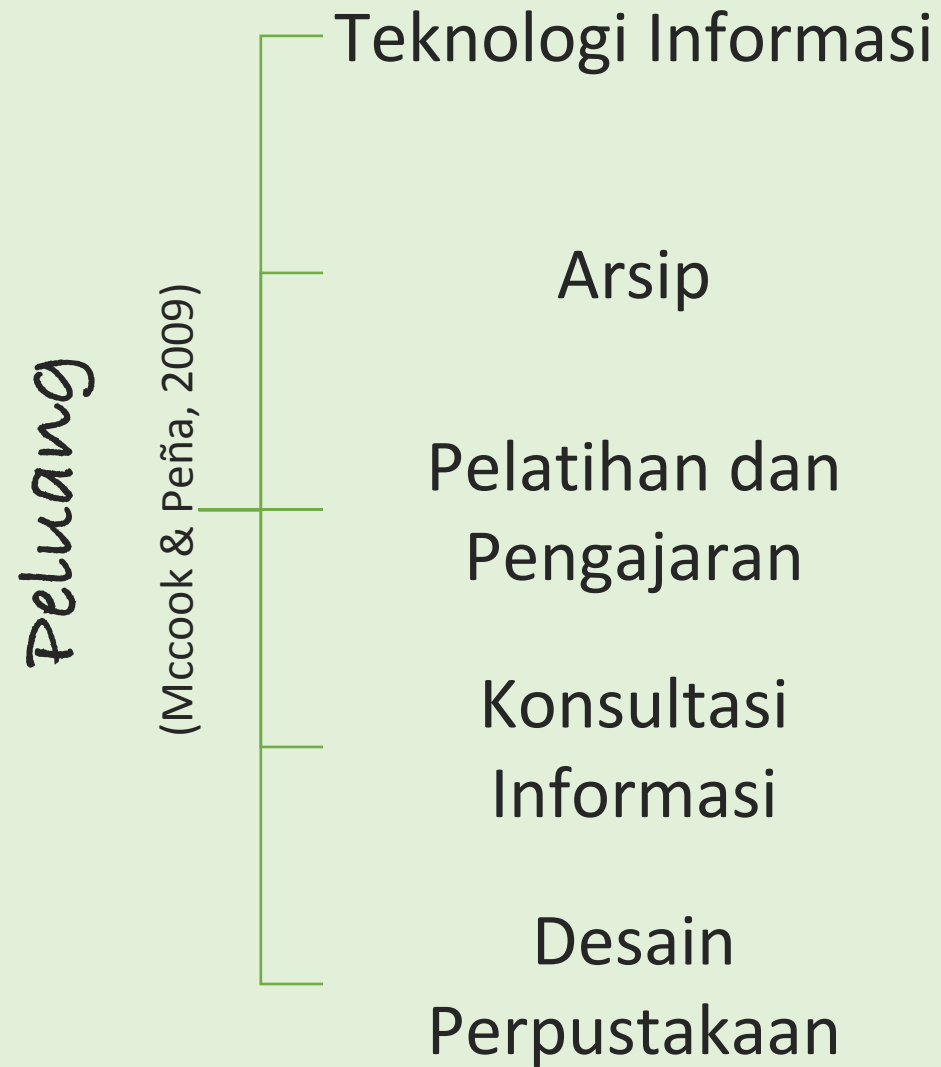 Peluang
(Mccook & Peña, 2009)
Teknologi Informasi
Arsip
Pelatihan dan
Pengajaran
Konsultasi
Informasi
Desain
Perpustakaan